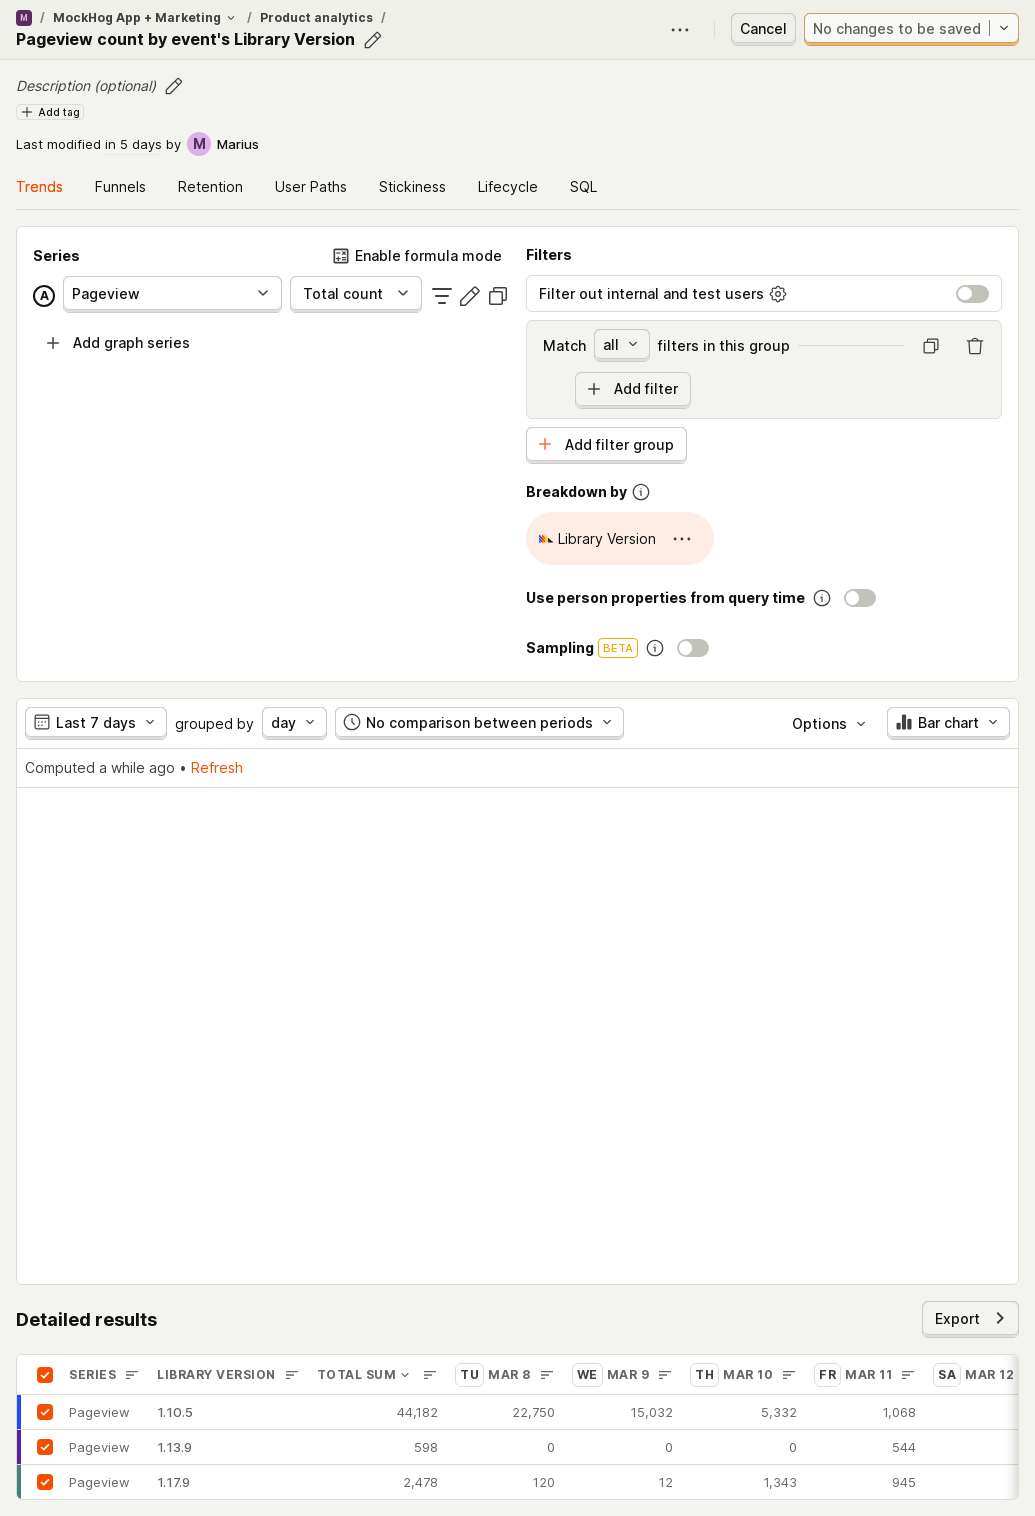 M / MockHog App + Marketing / Product analytics /
Pageview count by event's Library Version
Cancel
No changes to be saved
Description (optional)
Add tag
Last modified in 5 days by M Marius
Trends Funnels Retention User Paths Stickiness Lifecycle SQL
Series
Enable formula mode
A Pageview Total count
Add graph series
Filters
Filter out internal and test users
Match all filters in this group
Add filter
Add filter group
Breakdown by
Library Version
Use person properties from query time
Sampling BETA
Last 7 days grouped by day No comparison between periods Options Bar chart
Computed a while ago • Refresh
Detailed results
Export
SERIES LIBRARY VERSION TOTAL SUM TU MAR 8 WE MAR 9 TH MAR 10 FR MAR 11 SA MAR 12
Pageview 1.10.5 44,182 22,750 15,032 5,332 1,068
Pageview 1.13.9 598 0 0 0 544
Pageview 1.17.9 2,478 120 12 1,343 945